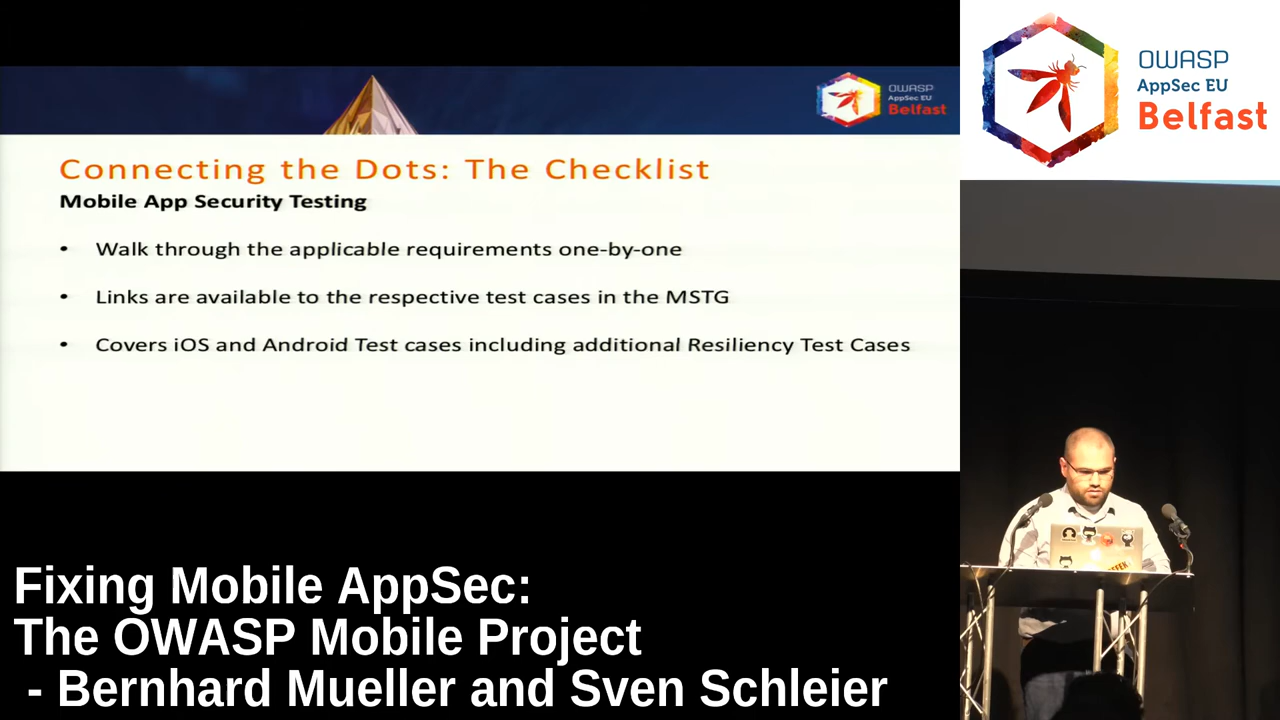 OWASP
AppSec EU
Belfast
Connecting the Dots: The Checklist
Mobile App Security Testing
• Walk through the applicable requirements one-by-one
• Links are available to the respective test cases in the MSTG
• Covers iOS and Android Test cases including additional Resiliency Test Cases
OWASP
AppSec EU
Belfast
Fixing Mobile AppSec:
The OWASP Mobile Project
- Bernhard Mueller and Sven Schleier